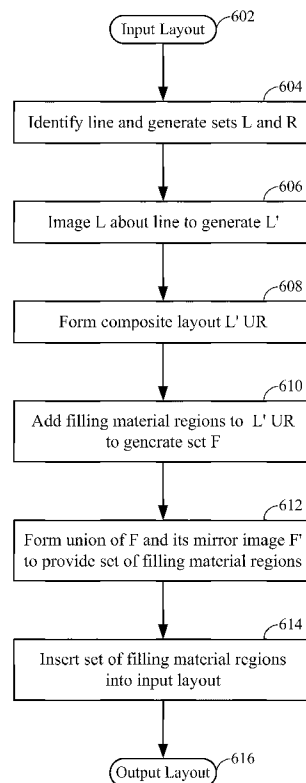 602
Input Layout
604
Identify line and generate sets L and R
606
Image L about line to generate L'
608
Form composite layout L' UR
610
Add filling material regions to L' UR
to generate set F
612
Form union of F and its mirror image F'
to provide set of filling material regions
614
Insert set of filling material regions
into input layout
616
Output Layout